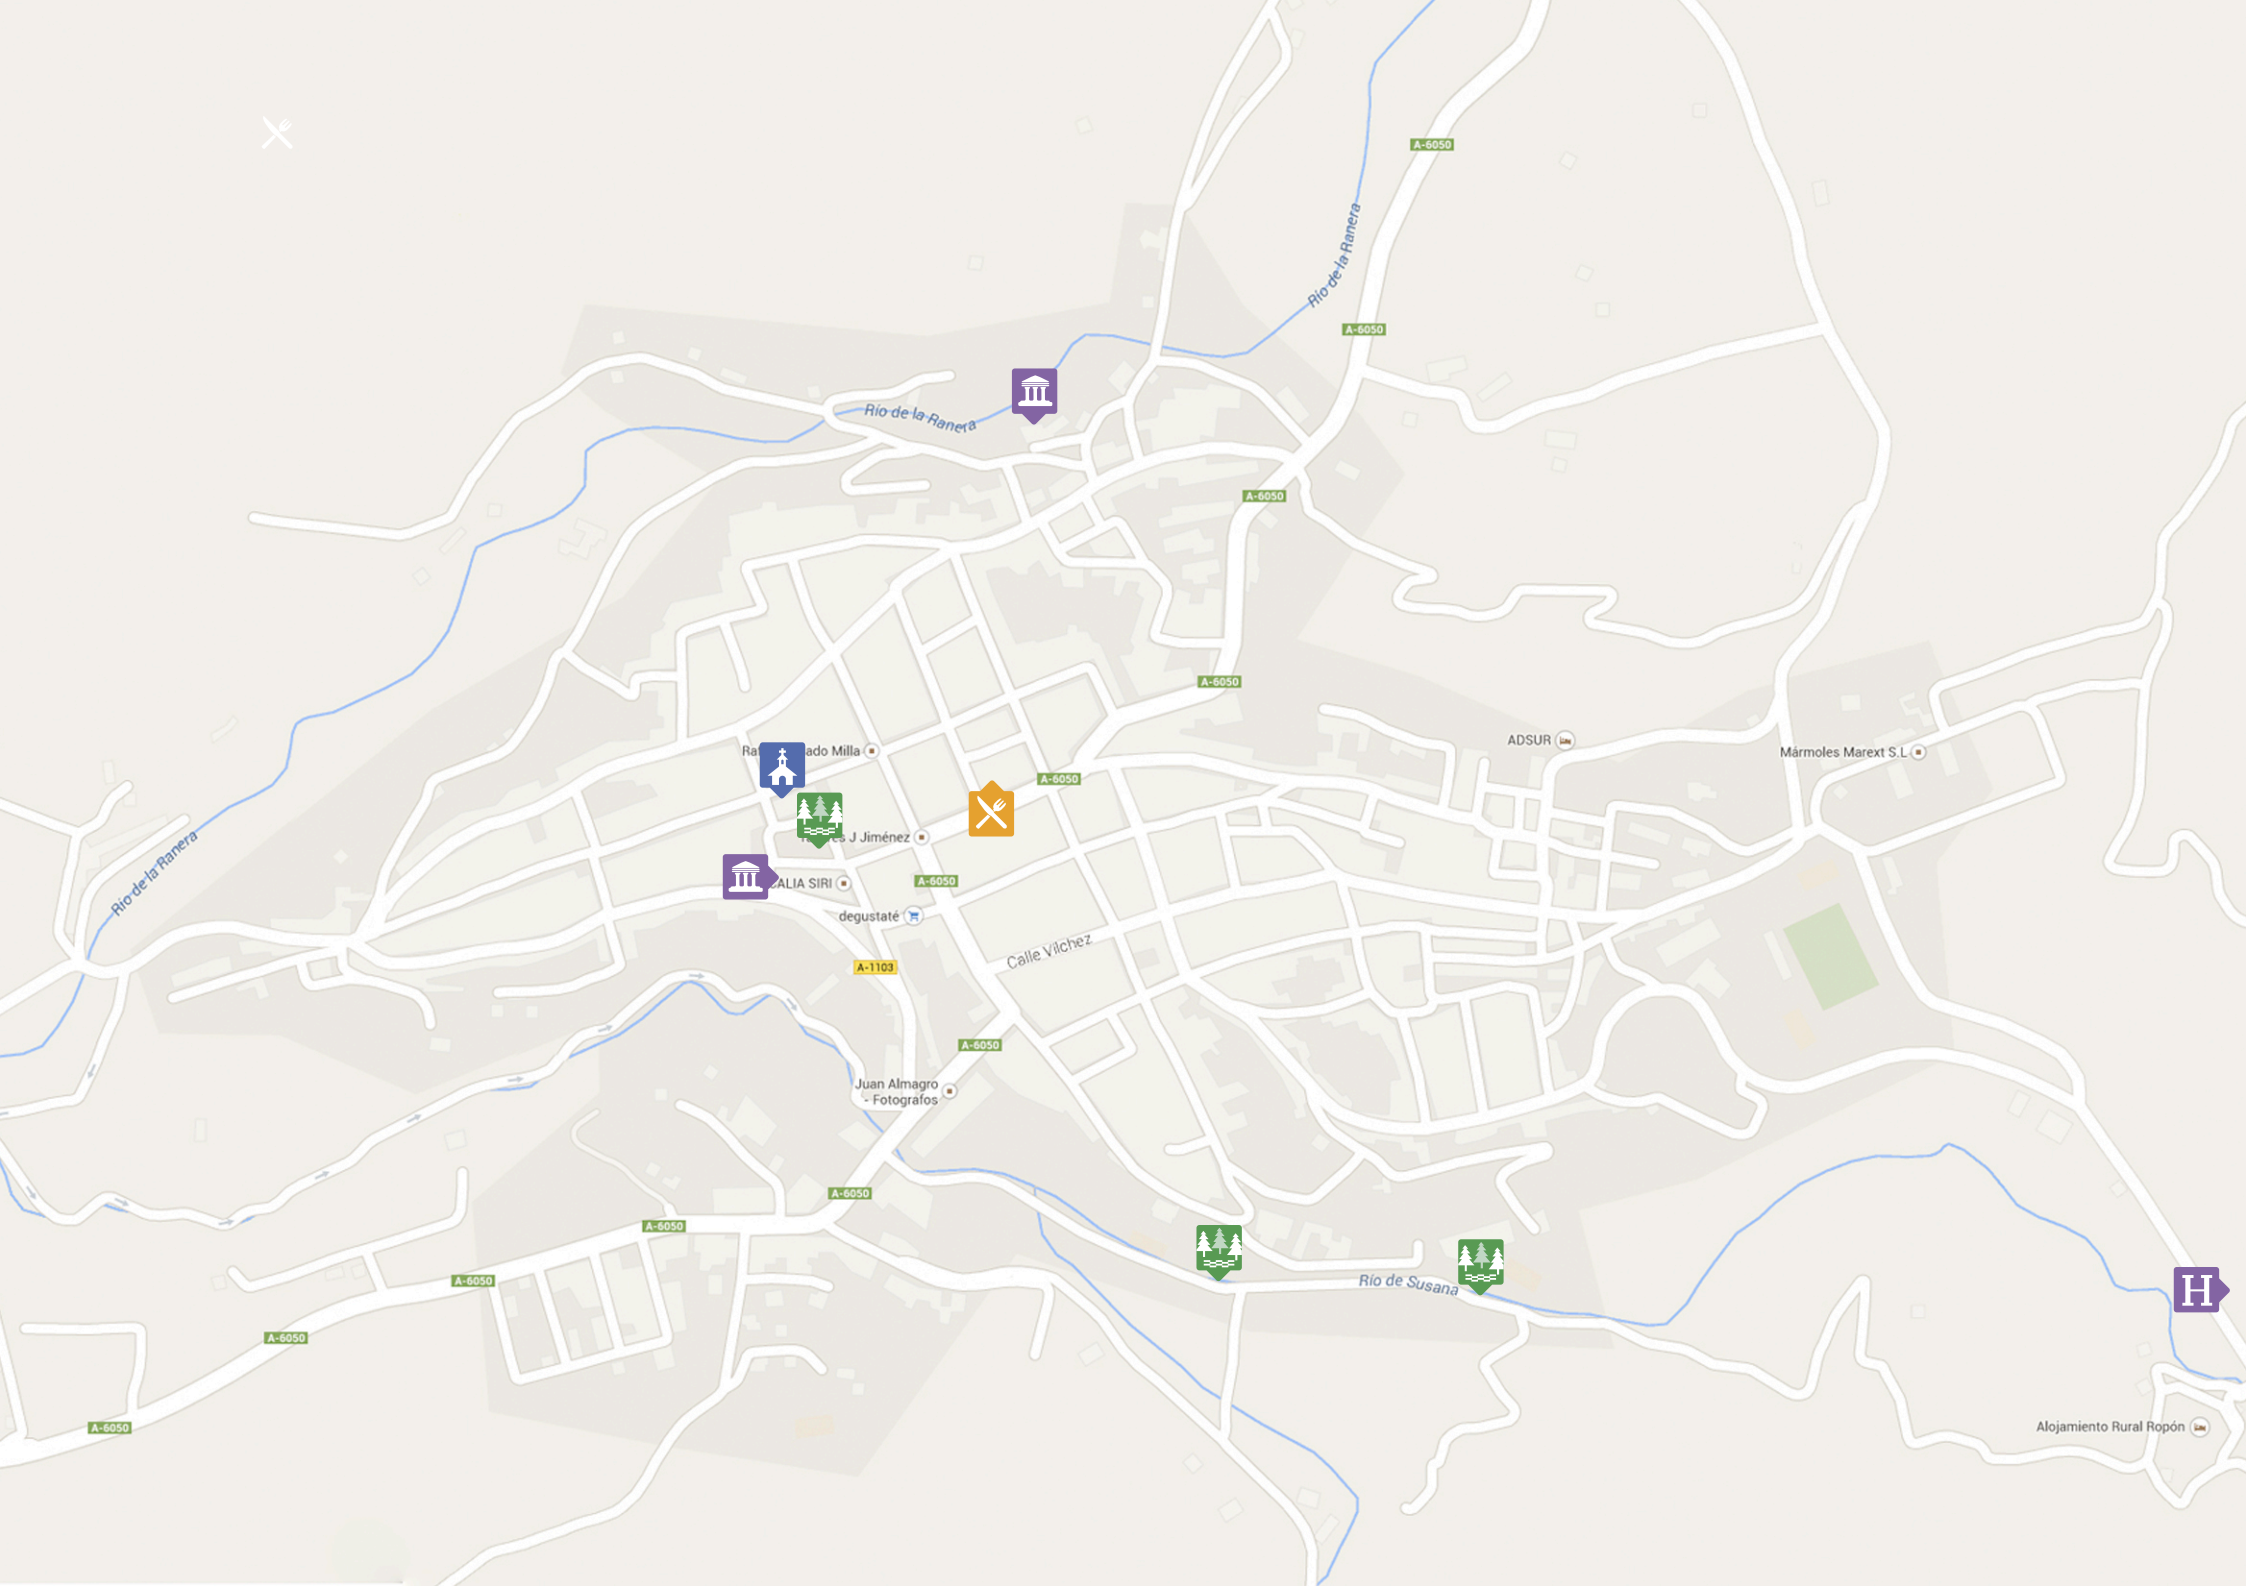 A-6050
Río de la Ranera
A-6050
Río de la Ranera
A-6050
A-6050
ADSUR
ado Milla
Mármoles Marext S.L
A-6050
Río de la Ranera
J Jiménez
A-6050
SIRI
degustaté
Calle Vilchez
A-1103
A-6050
Juan Almagro
- Fotografos
A-6050
A-6050
H
A-6050
Río de Susana
A-6050
A-6050
Alojamiento Rural Ropón